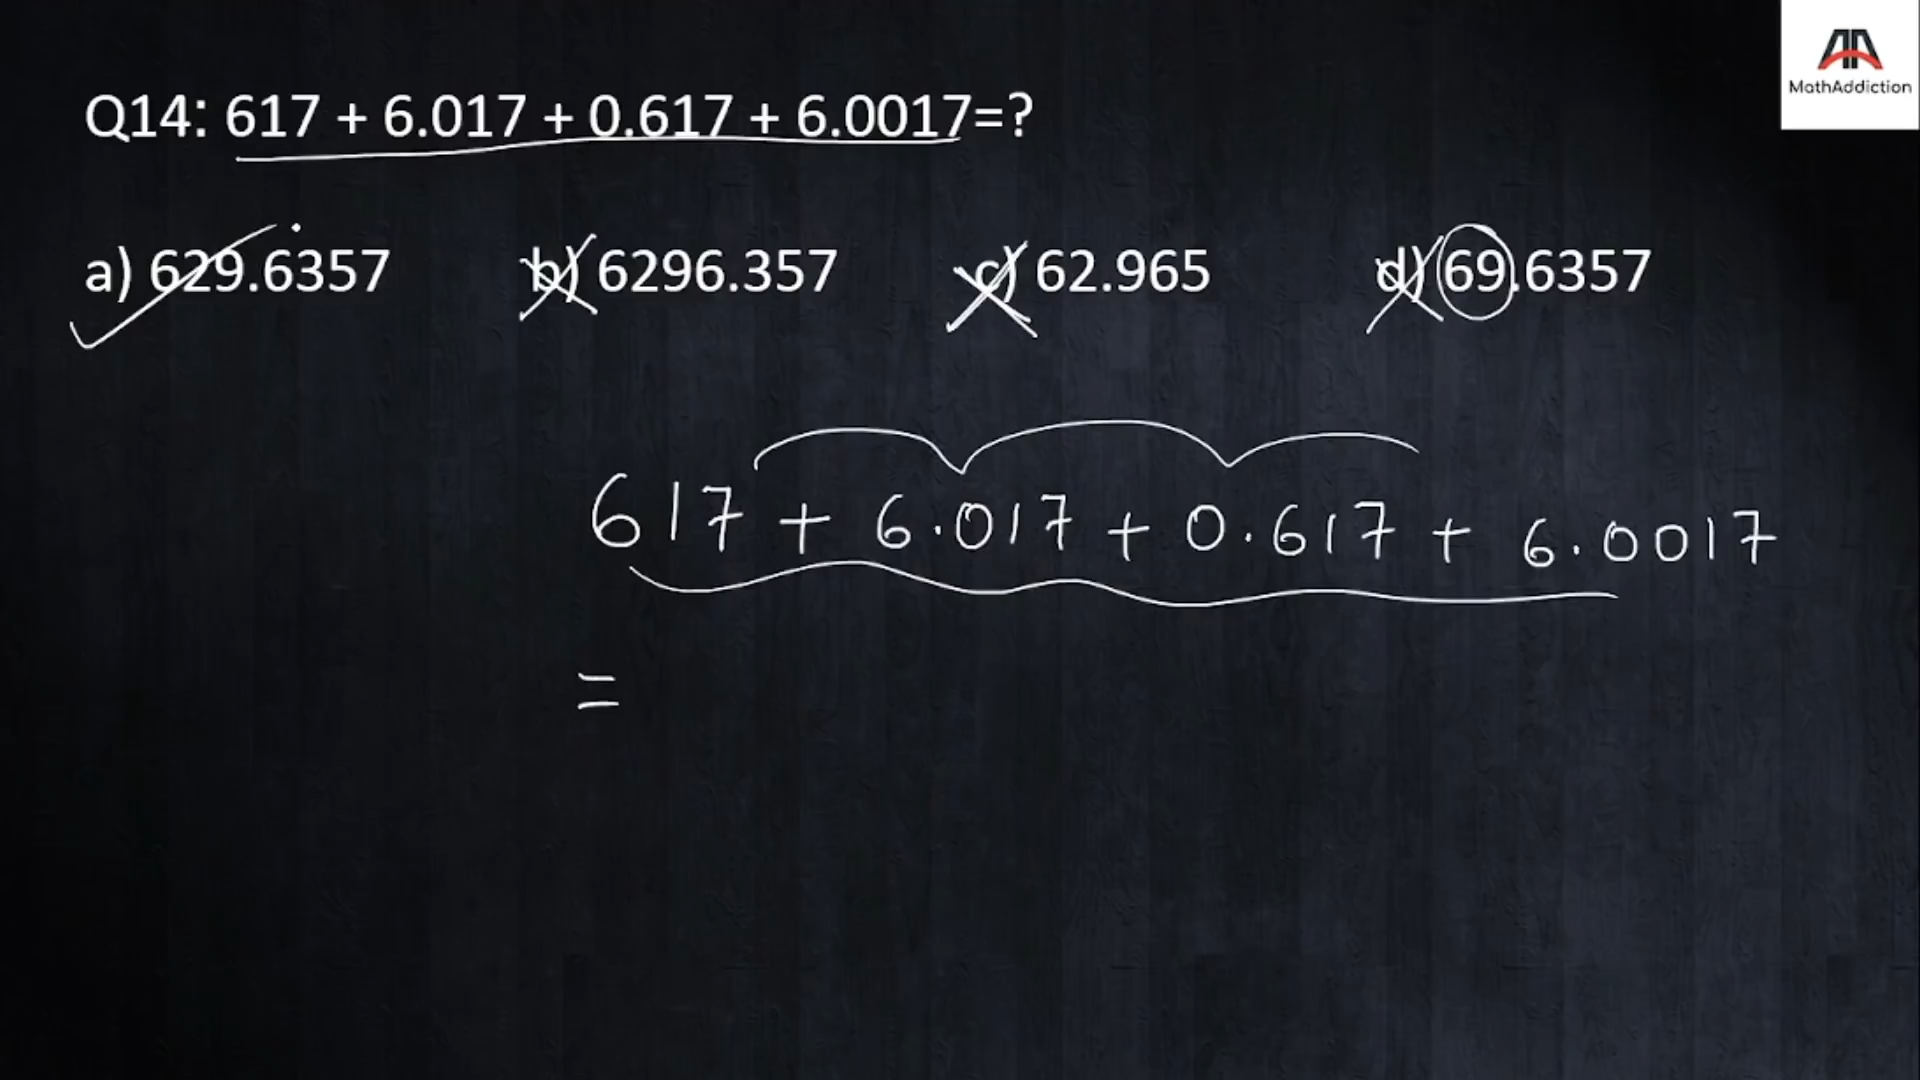 MathAddiction
Q14: 617 + 6.017 + 0.617 + 6.0017=?
a) 629.6357 b) 6296.357 c) 62.965 d) 69.6357
617 + 6.017 + 0.617 + 6.0017
=